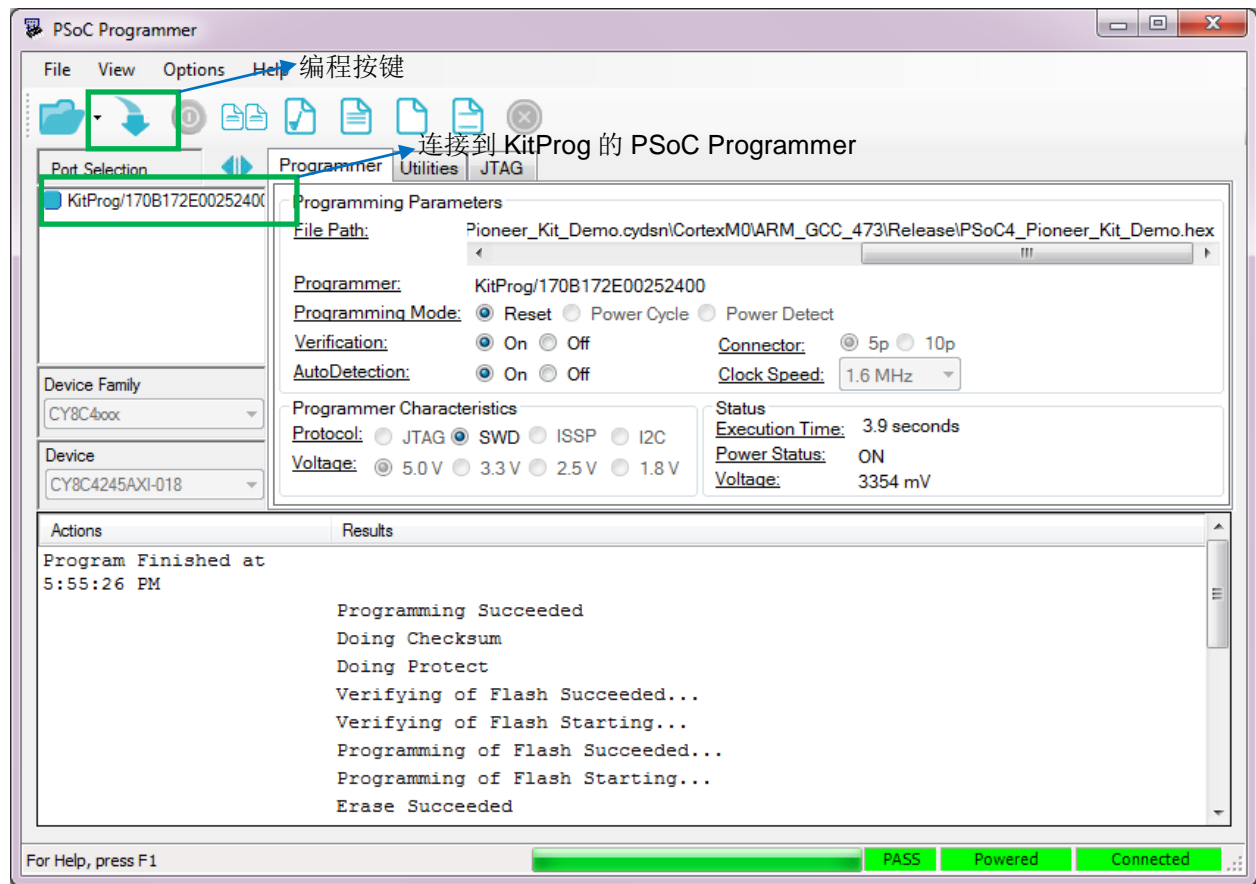 PSoC Programmer
File View Options Help
编程按键
连接到 KitProg 的 PSoC Programmer
Port Selection
Programmer Utilities JTAG
KitProg/170B172E00252400
Programming Parameters
File Path: Pioneer_Kit_Demo.cydsn\CortexM0\ARM_GCC_473\Release\PSoC4_Pioneer_Kit_Demo.hex
Programmer: KitProg/170B172E00252400
Programming Mode: Reset Power Cycle Power Detect
Verification: On Off Connector: 5p 10p
AutoDetection: On Off Clock Speed: 1.6 MHz
Device Family
CY8C4xxx
Device
CY8C4245AXI-018
Programmer Characteristics
Protocol: JTAG SWD ISSP I2C
Voltage: 5.0 V 3.3 V 2.5 V 1.8 V
Status
Execution Time: 3.9 seconds
Power Status: ON
Voltage: 3354 mV
Actions Results
Program Finished at
5:55:26 PM
Programming Succeeded
Doing Checksum
Doing Protect
Verifying of Flash Succeeded...
Verifying of Flash Starting...
Programming of Flash Succeeded...
Programming of Flash Starting...
Erase Succeeded
For Help, press F1 PASS Powered Connected